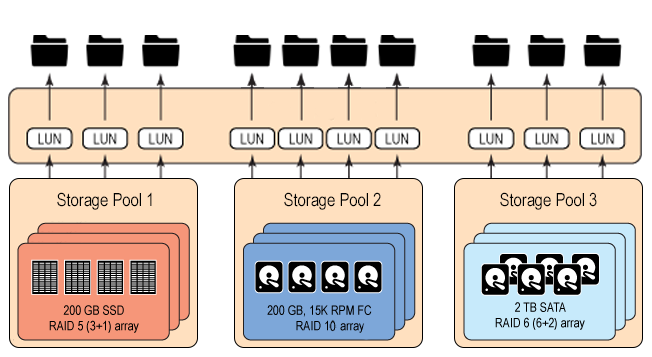 LUN LUN LUN LUN LUN LUN LUN LUN LUN LUN
Storage Pool 1
200 GB SSD
RAID 5 (3+1) array
Storage Pool 2
200 GB, 15K RPM FC
RAID 10 array
Storage Pool 3
2 TB SATA
RAID 6 (6+2) array